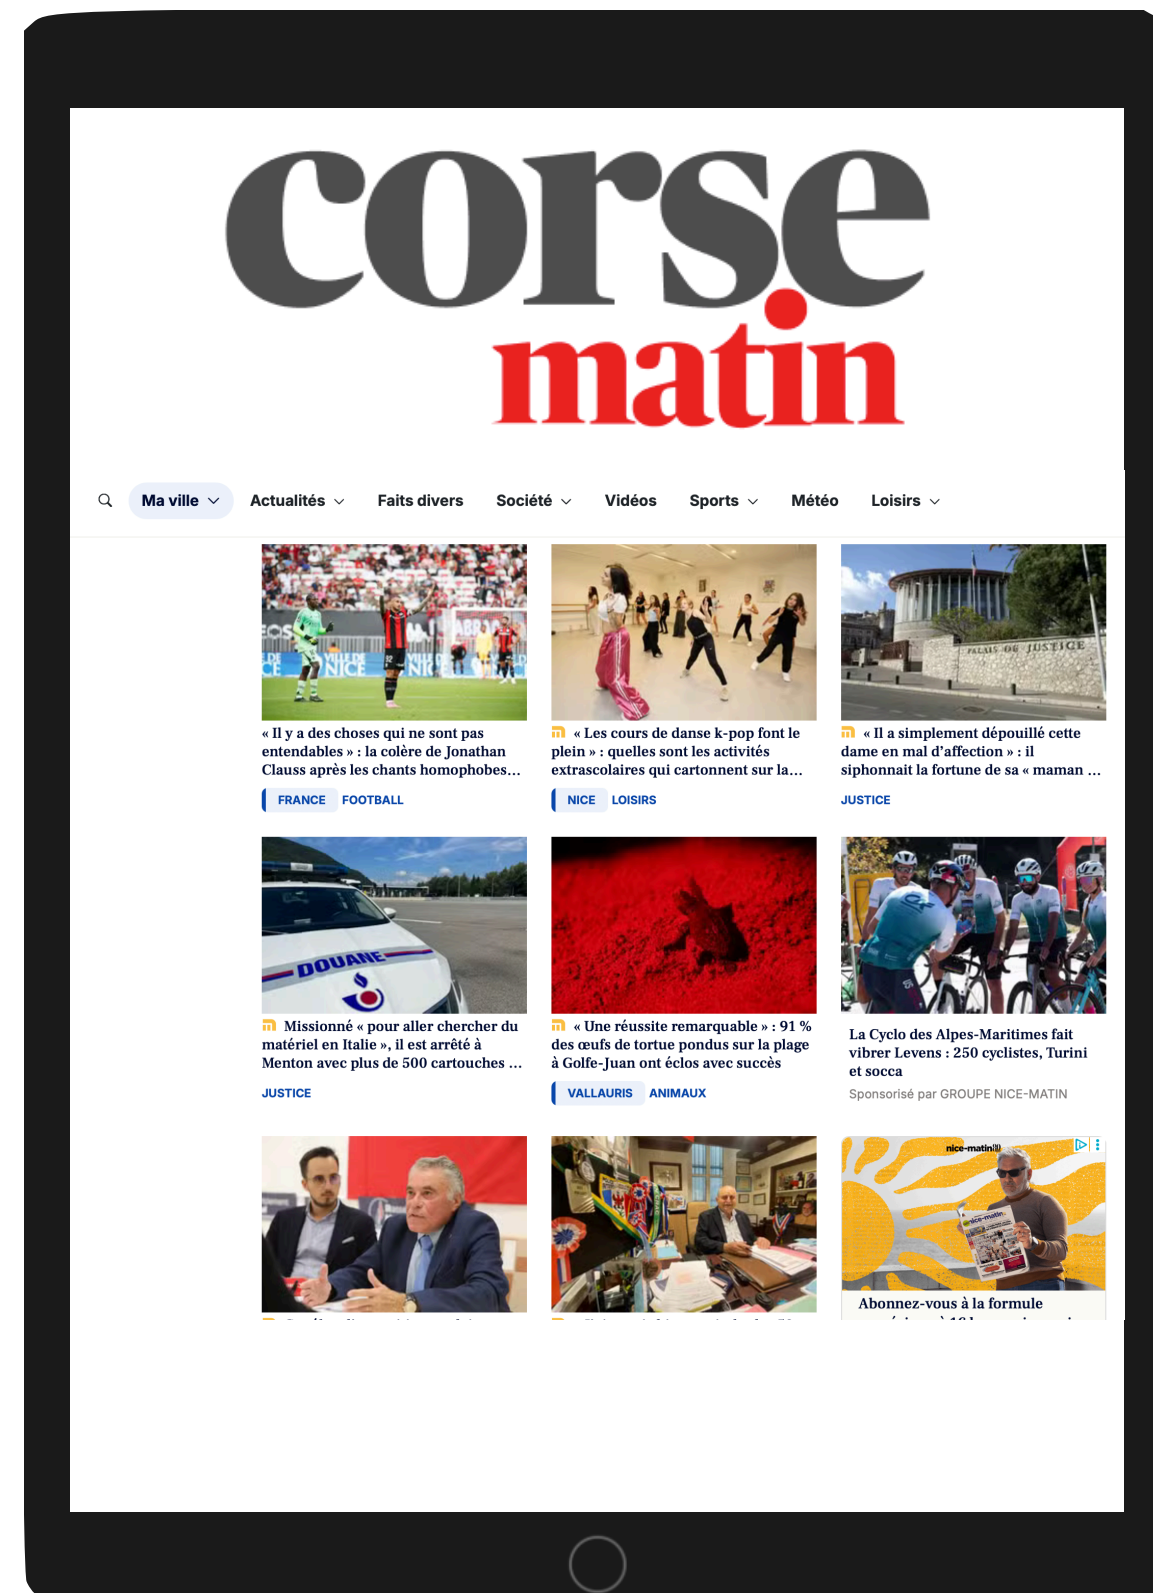 corse
matin
Ma ville Actualités Faits divers Société Vidéos Sports Météo Loisirs
« Il y a des choses qui ne sont pas
entendables » : la colère de Jonathan
Clauss après les chants homophobes…
FRANCE FOOTBALL
« Les cours de danse k-pop font le
plein » : quelles sont les activités
extrascolaires qui cartonnent sur la…
NICE LOISIRS
PALAIS DE JUSTICE
« Il a simplement dépouillé cette
dame en mal d’affection » : il
siphonnait la fortune de sa « maman …
JUSTICE
DOUANE
Missionné « pour aller chercher du
matériel en Italie », il est arrêté à
Menton avec plus de 500 cartouches …
JUSTICE
« Une réussite remarquable » : 91 %
des œufs de tortue pondus sur la plage
à Golfe-Juan ont éclos avec succès
VALLAURIS ANIMAUX
La Cyclo des Alpes-Maritimes fait
vibrer Levens : 250 cyclistes, Turini
et socca
Sponsorisé par GROUPE NICE-MATIN
nice-matin
nice-matin
Abonnez-vous à la formule